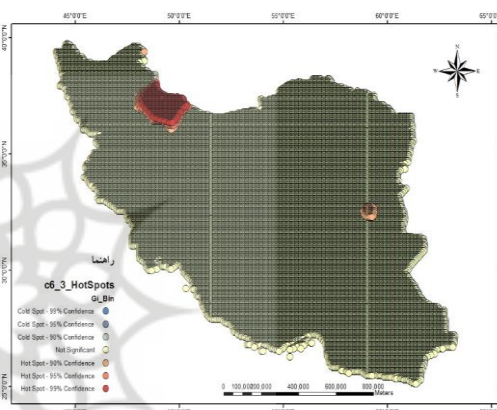 45°0'0"E 50°0'0"E 55°0'0"E 60°0'0"E 65°0'0"E
40°0'0"N
N
W E
S
35°0'0"N
30°0'0"N
25°0'0"N
راهنما
c6_3_HotSpots
Gi_Bin
Cold Spot - 99% Confidence
Cold Spot - 95% Confidence
Cold Spot - 90% Confidence
Not Significant
Hot Spot - 90% Confidence
Hot Spot - 95% Confidence
Hot Spot - 99% Confidence
0 100,000200,000 400,000 600,000 800,000
Meters